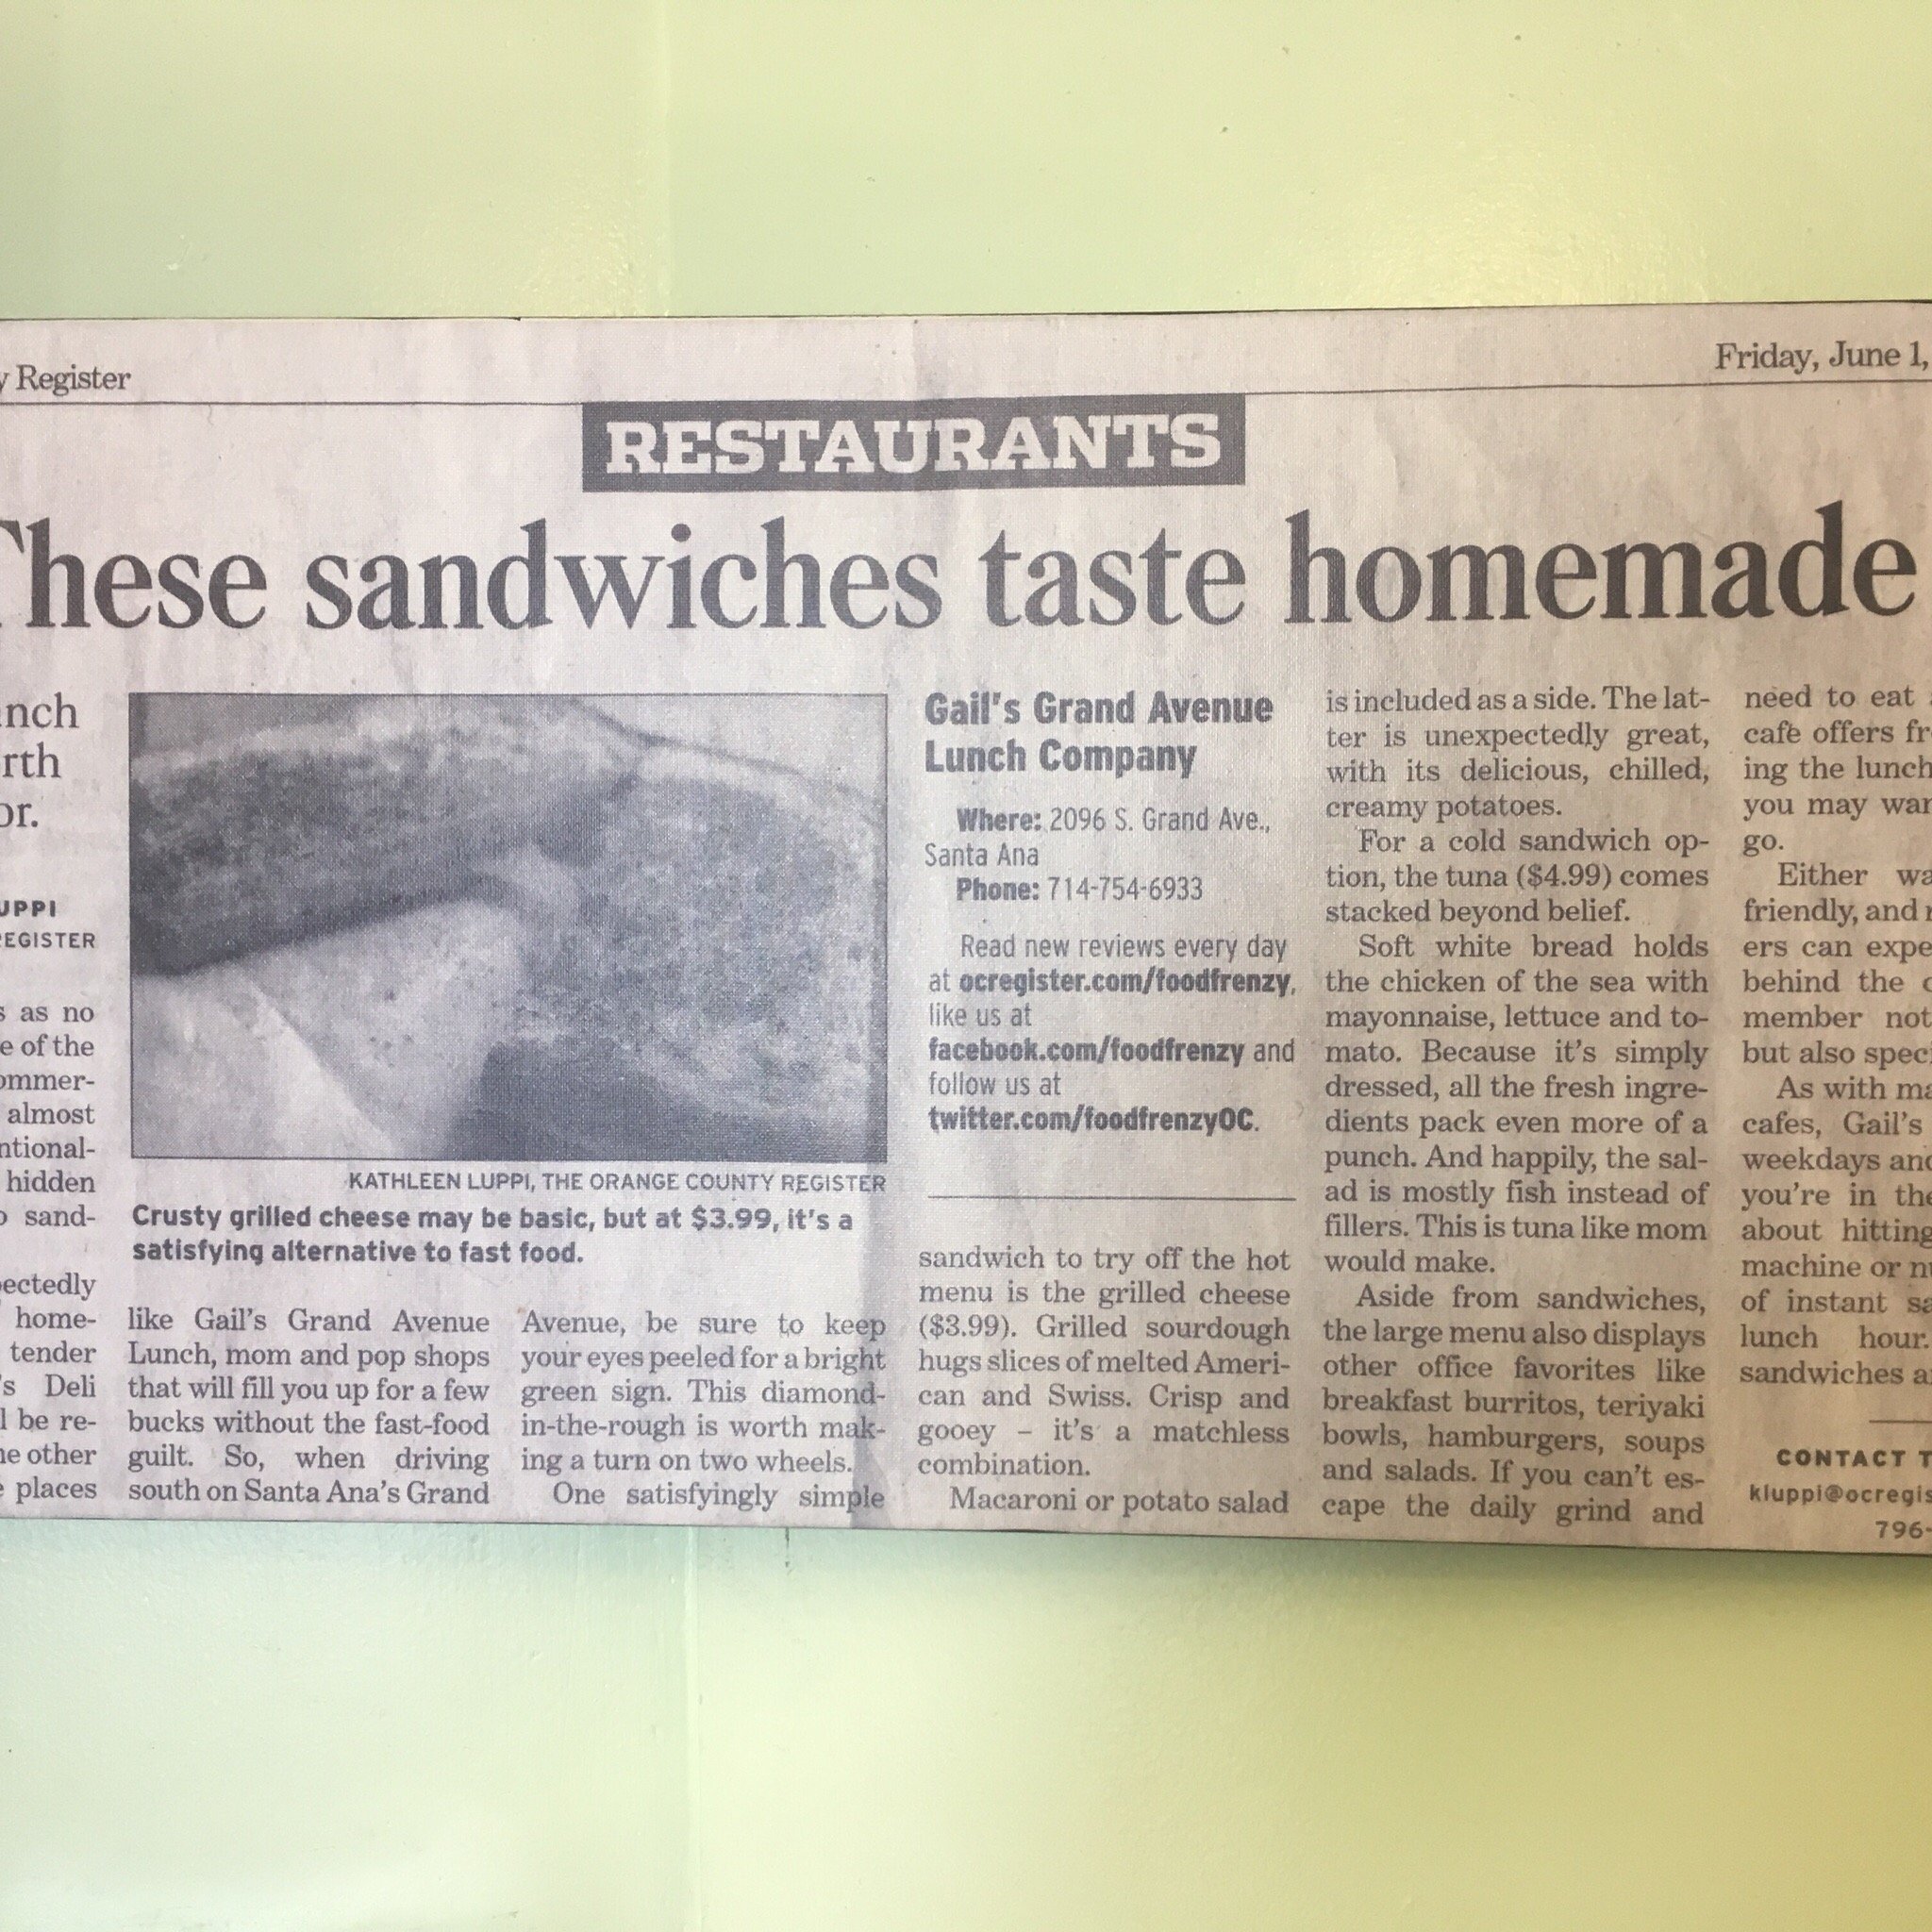 Register
Friday, June 1,
RESTAURANTS
These sandwiches taste homemade
REGISTER
as no
of the
almost
hidden
home-
tender
Deli
be re-
other
places
KATHLEEN LUPPI, THE ORANGE COUNTY REGISTER
Crusty grilled cheese may be basic, but at $3.99, it's a
satisfying alternative to fast food.
like Gail's Grand Avenue
Lunch, mom and pop shops
that will fill you up for a few
bucks without the fast-food
guilt. So, when driving
south on Santa Ana's Grand
Avenue, be sure to keep
your eyes peeled for a bright
green sign. This diamond-
in-the-rough is worth mak-
ing a turn on two wheels.
One satisfyingly simple
Gail's Grand Avenue
Lunch Company
Where: 2096 S. Grand Ave.,
Santa Ana
Phone: 714-754-6933
Read new reviews every day
at ocregister.com/foodfrenzy,
like us at
facebook.com/foodfrenzy and
follow us at
twitter.com/foodfrenzyOC.
sandwich to try off the hot
menu is the grilled cheese
($3.99). Grilled sourdough
hugs slices of melted Ameri-
can and Swiss. Crisp and
gooey – it's a matchless
combination.
Macaroni or potato salad
is included as a side. The lat-
ter is unexpectedly great,
with its delicious, chilled,
creamy potatoes.
For a cold sandwich op-
tion, the tuna ($4.99) comes
stacked beyond belief.
Soft white bread holds
the chicken of the sea with
mayonnaise, lettuce and to-
mato. Because it's simply
dressed, all the fresh ingre-
dients pack even more of a
punch. And happily, the sal-
ad is mostly fish instead of
fillers. This is tuna like mom
would make.
Aside from sandwiches,
the large menu also displays
other office favorites like
breakfast burritos, teriyaki
bowls, hamburgers, soups
and salads. If you can't es-
cape the daily grind and
need to eat
cafe offers
ing the lunch
you may
go.
Either
friendly, and
ers can
behind the
member not
but also
As with
cafes, Gail's
weekdays
you're in
about hitting
machine or
of instant
lunch hour.
sandwiches
CONTACT
796-